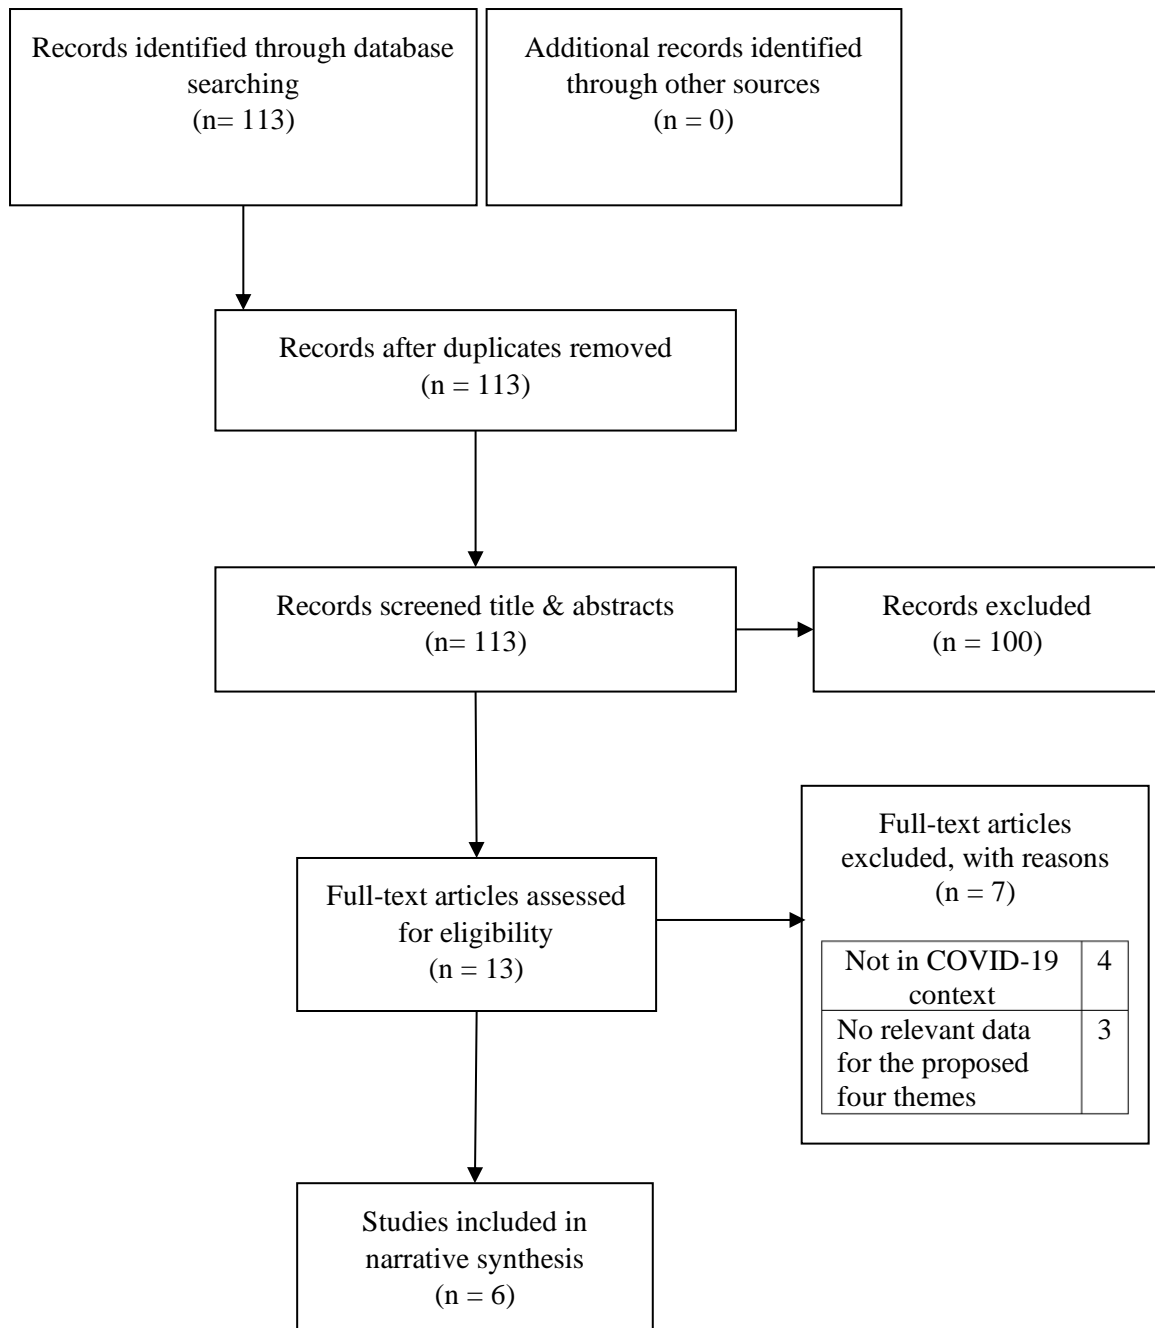 Records identified through database
searching
(n= 113)
Additional records identified
through other sources
(n = 0)
Records after duplicates removed
(n = 113)
Records screened title & abstracts
(n= 113)
Records excluded
(n = 100)
Full-text articles assessed
for eligibility
(n = 13)
Full-text articles
excluded, with reasons
(n = 7)
Not in COVID-19 4
context
No relevant data 3
for the proposed
four themes
Studies included in
narrative synthesis
(n = 6)